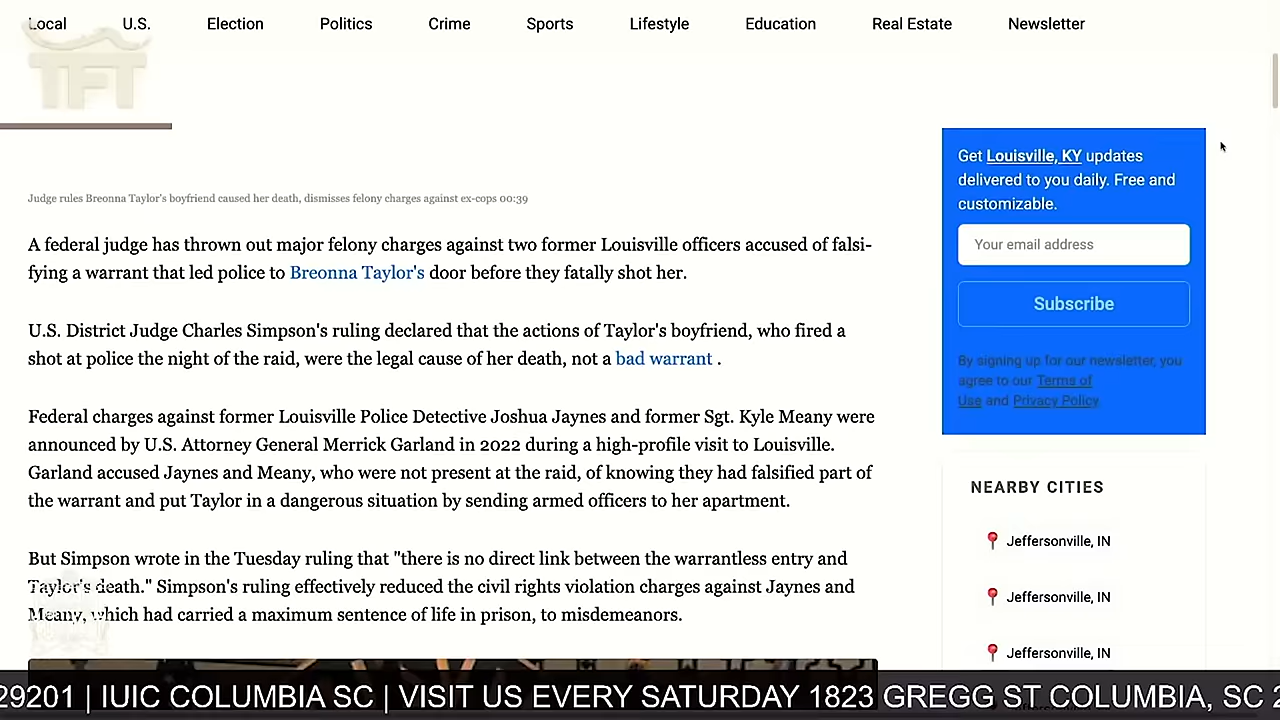 Local U.S. Election Politics Crime Sports Lifestyle Education Real Estate Newsletter
TFT
Judge rules Breonna Taylor's boyfriend caused her death, dismisses felony charges against ex-cops 00:39
A federal judge has thrown out major felony charges against two former Louisville officers accused of falsi-
fying a warrant that led police to Breonna Taylor's door before they fatally shot her.
U.S. District Judge Charles Simpson's ruling declared that the actions of Taylor's boyfriend, who fired a
shot at police the night of the raid, were the legal cause of her death, not a bad warrant .
Federal charges against former Louisville Police Detective Joshua Jaynes and former Sgt. Kyle Meany were
announced by U.S. Attorney General Merrick Garland in 2022 during a high-profile visit to Louisville.
Garland accused Jaynes and Meany, who were not present at the raid, of knowing they had falsified part of
the warrant and put Taylor in a dangerous situation by sending armed officers to her apartment.
But Simpson wrote in the Tuesday ruling that "there is no direct link between the warrantless entry and
Taylor's death." Simpson's ruling effectively reduced the civil rights violation charges against Jaynes and
Meany, which had carried a maximum sentence of life in prison, to misdemeanors.
Get Louisville, KY updates
delivered to you daily. Free and
customizable.
Your email address
Subscribe
By signing up for our newsletter, you
agree to our Terms of
Use and Privacy Policy.
NEARBY CITIES
Jeffersonville, IN
Jeffersonville, IN
Jeffersonville, IN
29201 | IUIC COLUMBIA SC | VISIT US EVERY SATURDAY 1823 GREGG ST COLUMBIA, SC 2